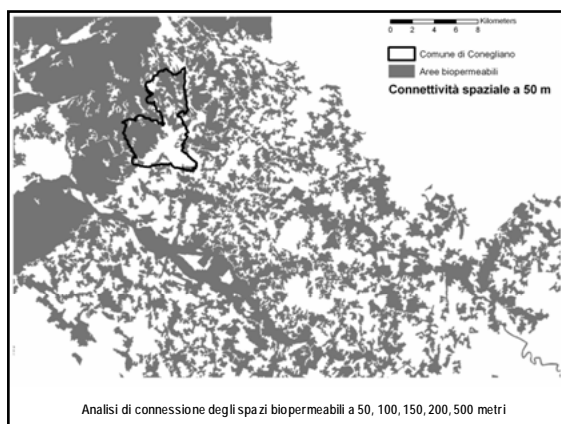 Kilometers
0 2 4 6 8
Comune di Conegliano
Aree biopermeabili
Connettività spaziale a 50 m
Analisi di connessione degli spazi biopermeabili a 50, 100, 150, 200, 500 metri